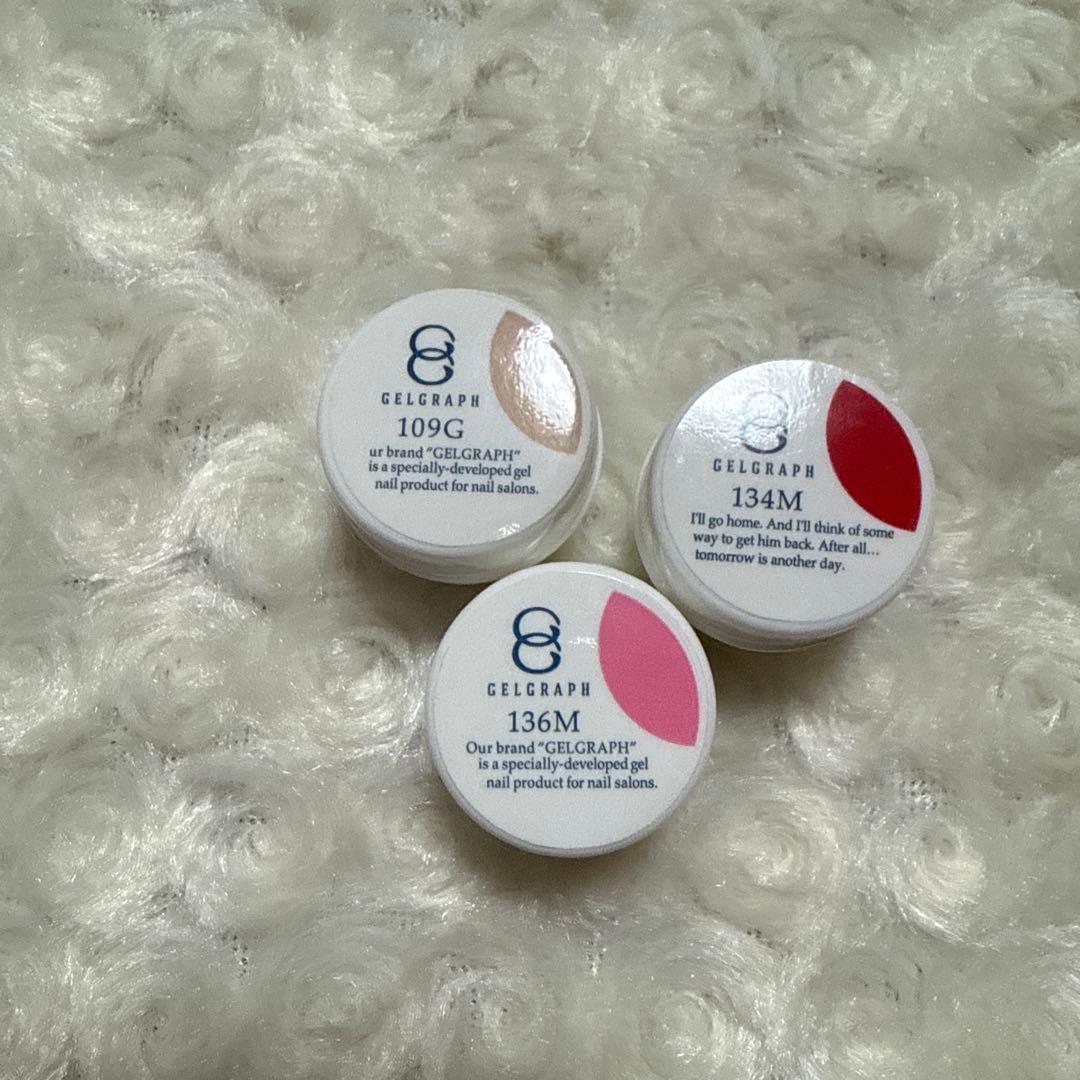 GELGRAPH
109G
ur brand “GELGRAPH”
is a specially-developed gel
nail product for nail salons.
GELGRAPH
134M
I'll go home. And I'll think of some
way to get him back. After all...
tomorrow is another day.
GELGRAPH
136M
Our brand “GELGRAPH”
is a specially-developed gel
nail product for nail salons.